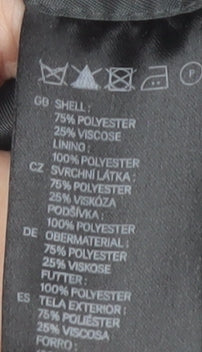 P
GB SHELL:
75% POLYESTER
25% VISCOSE
LINING:
100% POLYESTER
CZ SVRCHNÍ LÁTKA:
75% POLYESTER
25% VISKÓZA
PODŠÍVKA:
100% POLYESTER
DE OBERMATERIAL:
75% POLYESTER
25% VISKOSE
FUTTER:
100% POLYESTER
ES TELA EXTERIOR:
75% POLIÉSTER
25% VISCOSA
FORRO: